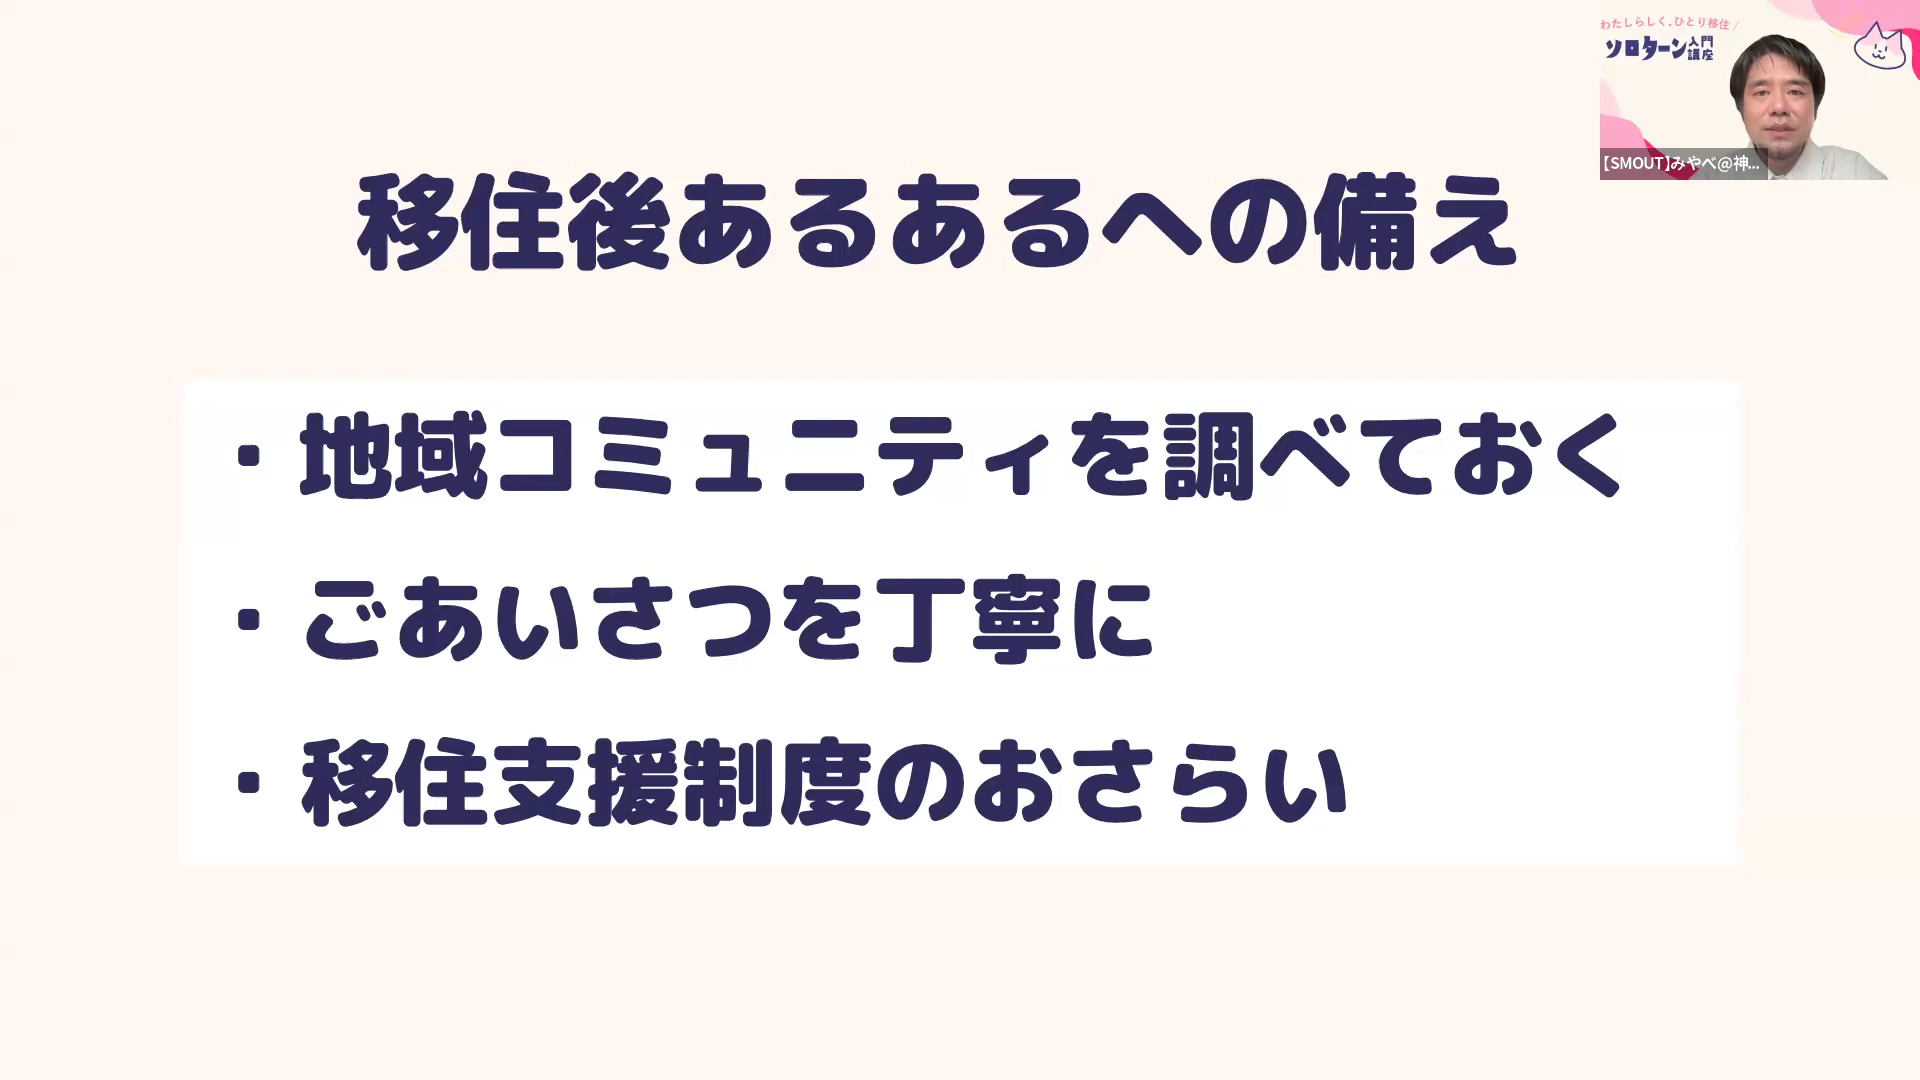 わたしらしく、ひとり移住
ソロターン入門講座
【SMOUT】みやべ@神...
移住後あるあるへの備え
・地域コミュニティを調べておく
・ごあいさつを丁寧に
・移住支援制度のおさらい